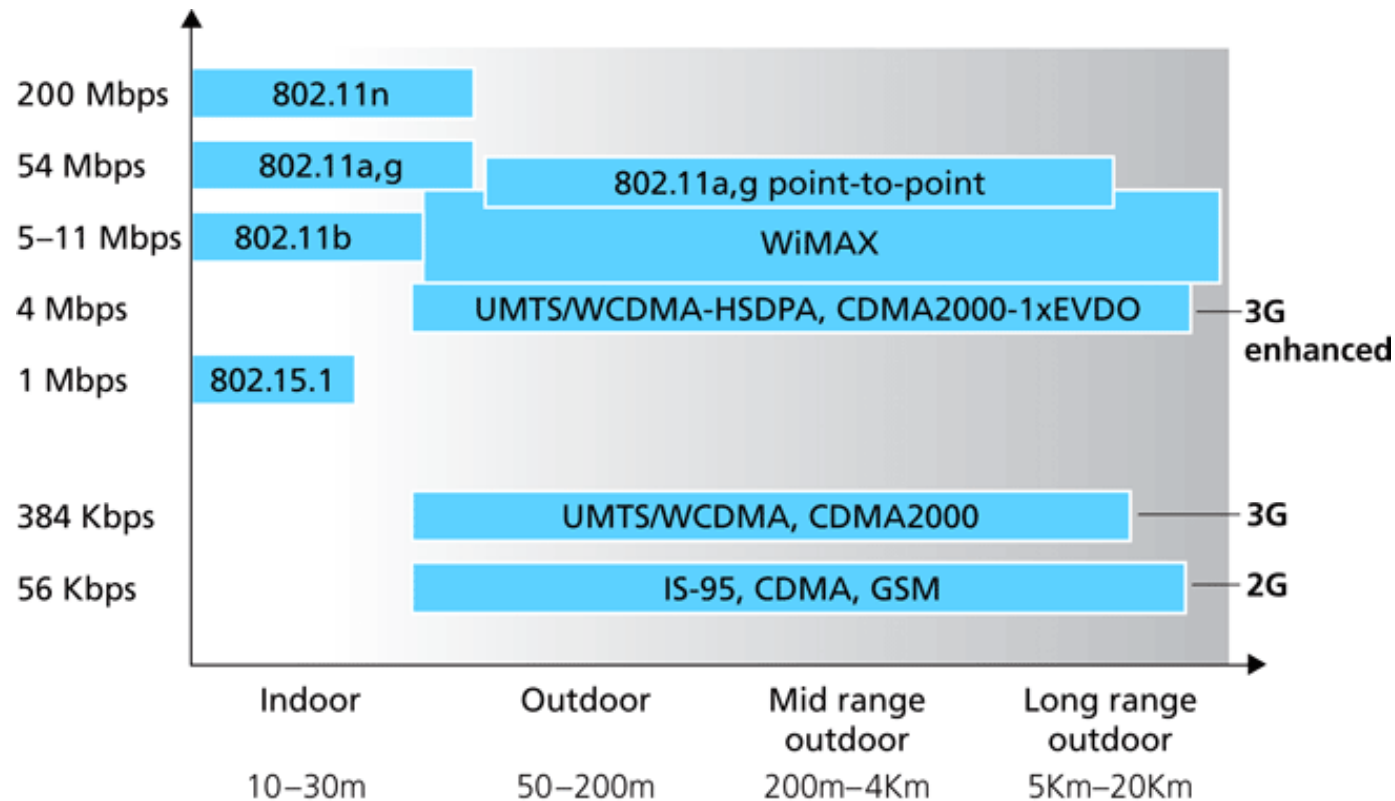 200 Mbps
802.11n
54 Mbps
802.11a,g
802.11a,g point-to-point
5–11 Mbps
802.11b
WiMAX
4 Mbps
UMTS/WCDMA-HSDPA, CDMA2000-1xEVDO
3G
enhanced
1 Mbps
802.15.1
384 Kbps
UMTS/WCDMA, CDMA2000
3G
56 Kbps
IS-95, CDMA, GSM
2G
Indoor
Outdoor
Mid range
outdoor
Long range
outdoor
10–30m
50–200m
200m–4Km
5Km–20Km